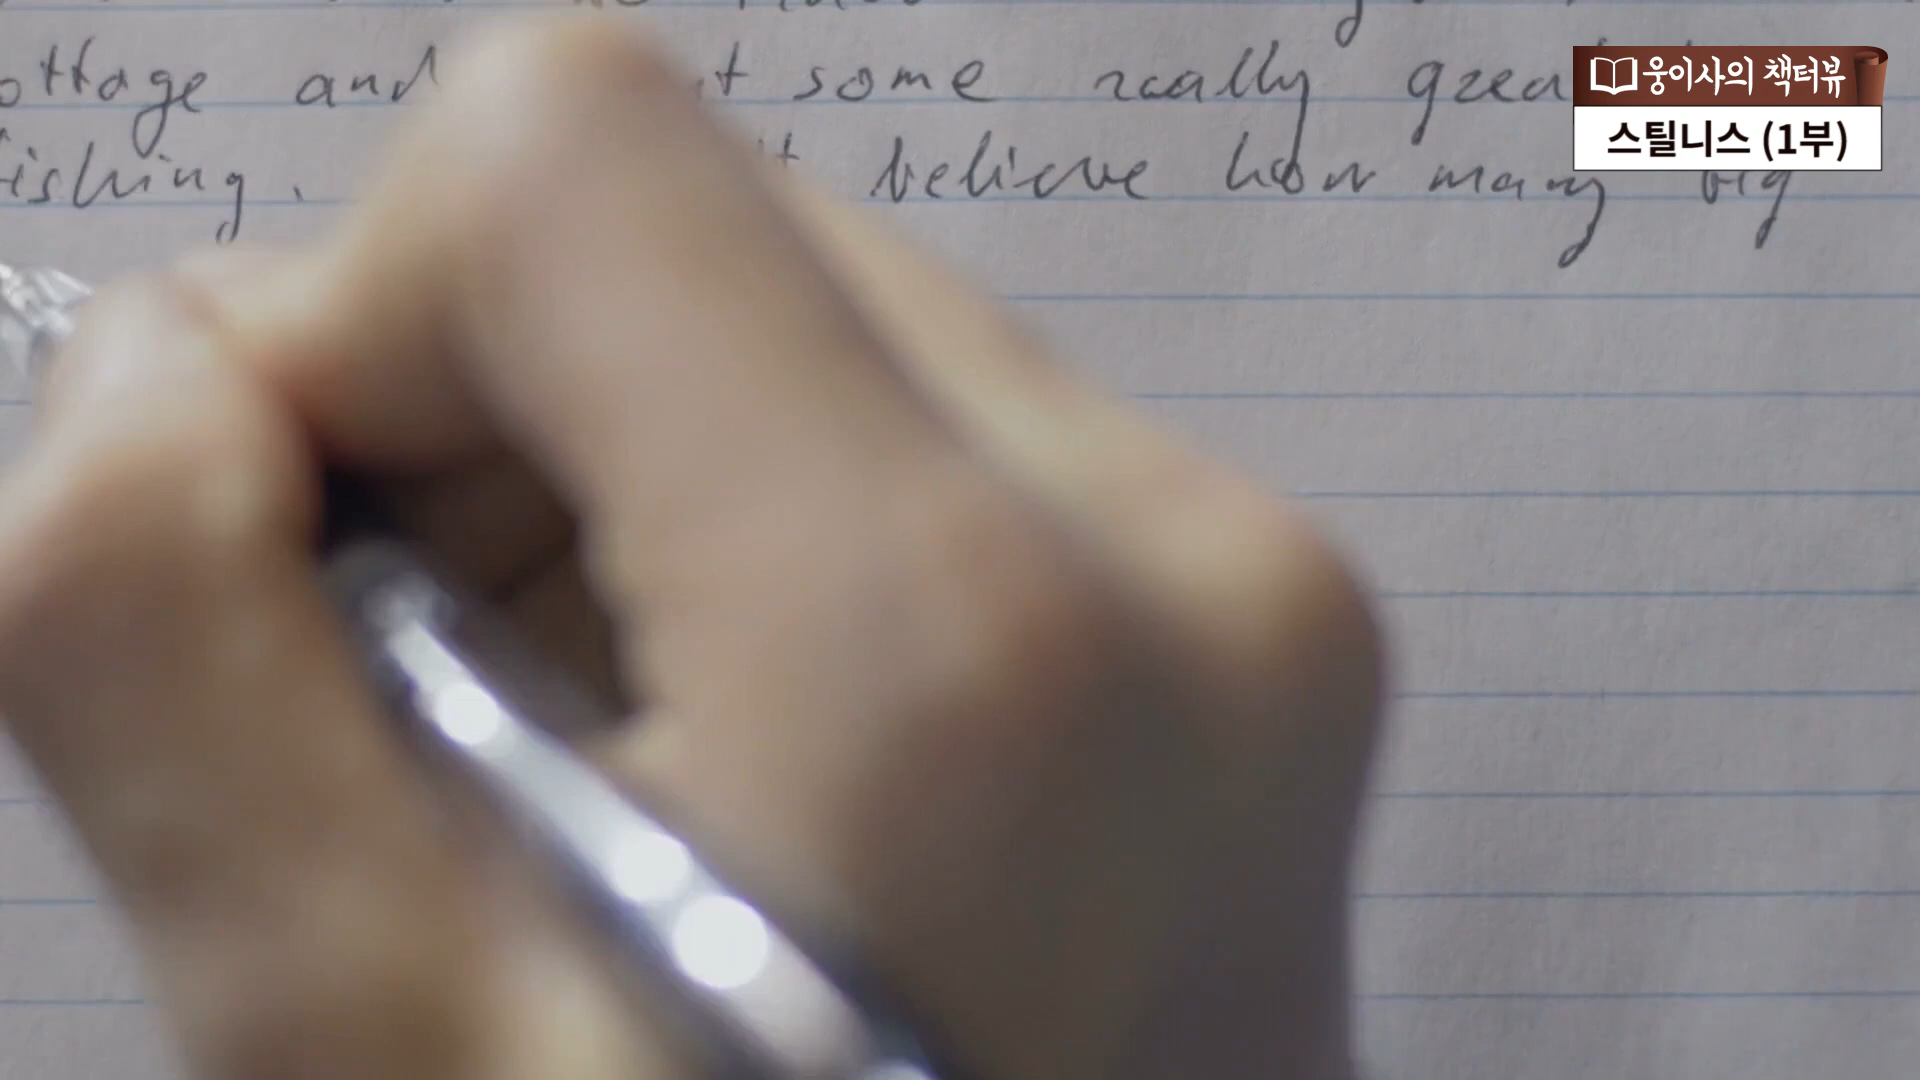 ottage and some really
ishing. believe how many big
웅이사의 책터뷰
스틸니스 (1부)